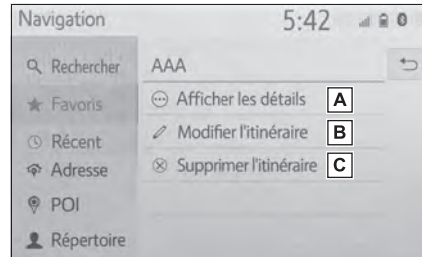 Navigation 5:42
Rechercher
Favoris
Récent
Adresse
POI
Répertoire
AAA
Afficher les détails A
Modifier l'itinéraire B
Supprimer l'itinéraire C